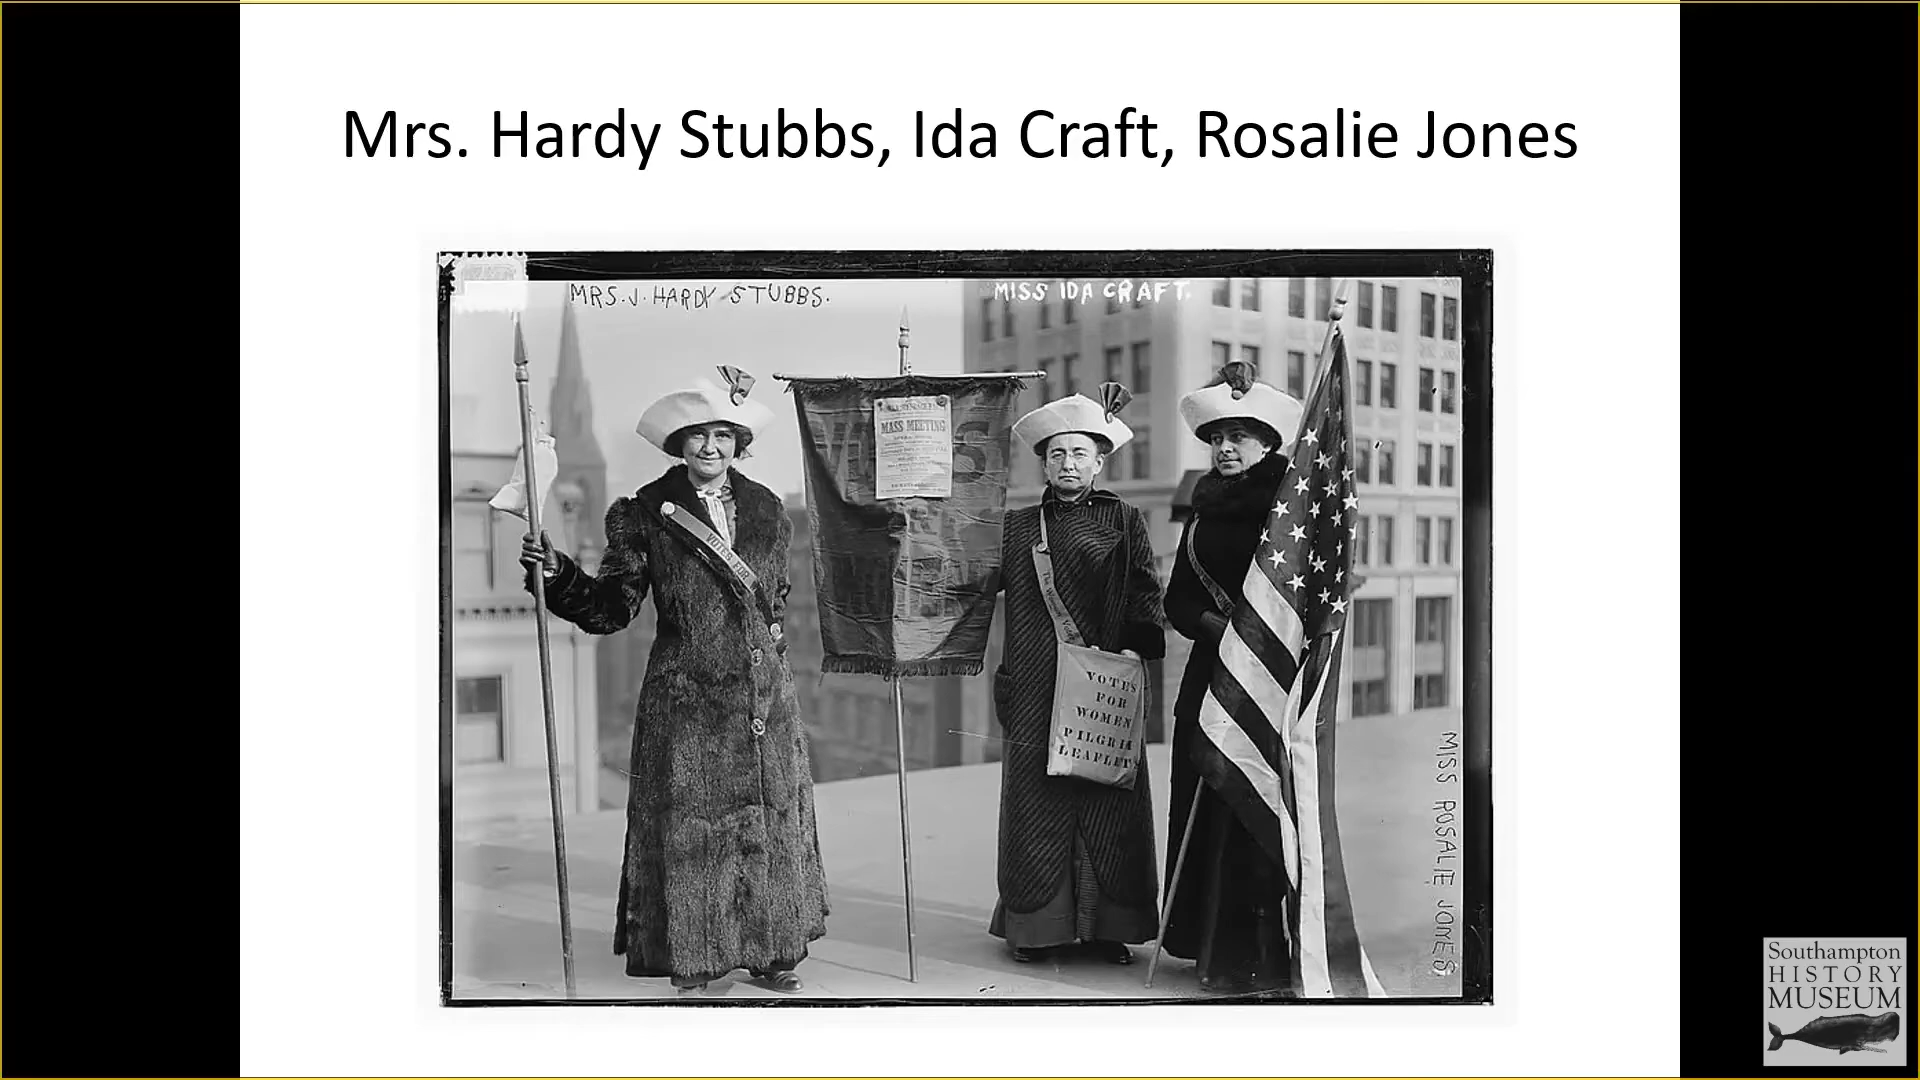 Mrs. Hardy Stubbs, Ida Craft, Rosalie Jones
MRS. J. HARDY STUBBS.
MISS IDA CRAFT.
MASS MEETING
VOTES FOR
VOTES
FOR
WOMEN
PILGRIM
LEAFLETS
MISS ROSALIE JONES
Southampton
HISTORY
MUSEUM